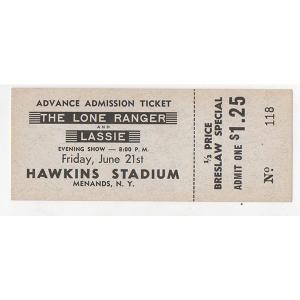 ADVANCE ADMISSION TICKET
THE LONE RANGER
AND
LASSIE
EVENING SHOW — 8:00 P. M.
Friday, June 21st
HAWKINS STADIUM
MENANDS, N. Y.
½ PRICE
BRESLAW SPECIAL
ADMIT ONE $1.25
No 118